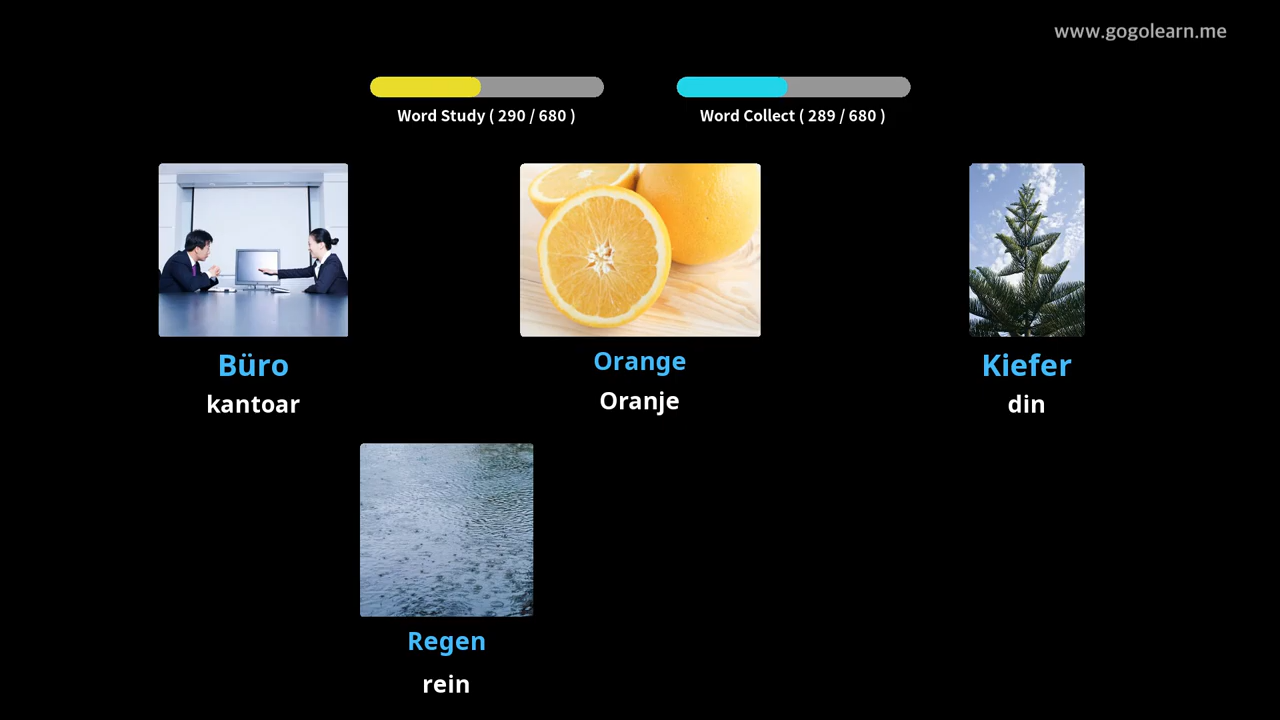 www.gogolearn.me
Word Study ( 290 / 680 )
Word Collect ( 289 / 680 )
Büro
Orange
Kiefer
kantoar
Oranje
din
Regen
rein